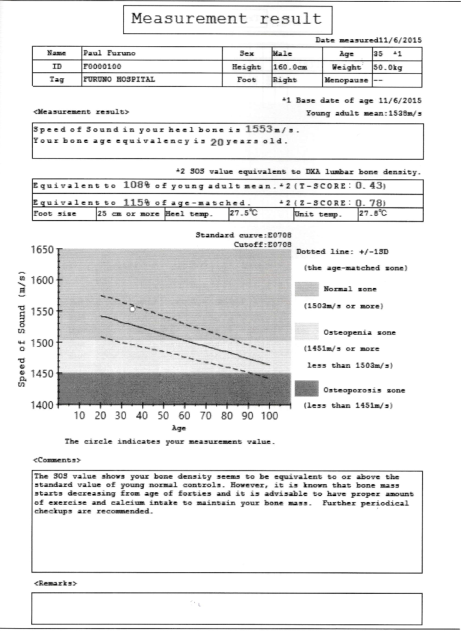 Measurement result
Date measured11/6/2015
Name Paul Furuno Sex Male Age 35 *1
ID F0000100 Height 160.0cm Weight 50.0kg
Tag FURUNO HOSPITAL Foot Right Menopause --
*1 Base date of age 11/6/2015
<Measurement result> Young adult mean:1538m/s
Speed of Sound in your heel bone is 1553m/s.
Your bone age equivalency is 20years old.
*2 SOS value equivalent to DXA lumbar bone density.
Equivalent to 108% of young adult mean.*2(T-SCORE: 0.43)
Equivalent to 115% of age-matched. *2(Z-SCORE: 0.78)
Foot size 25 cm or more Heel temp. 27.5℃ Unit temp. 27.8℃
Standard curve:E0708
Cutoff:E0708
Speed of Sound (m/s)
1650
1600
1550
1500
1450
1400
10 20 30 40 50 60 70 80 90 100
Age
Dotted line: +/-1SD
(the age-matched zone)
Normal zone
(1503m/s or more)
Osteopenia zone
(1451m/s or more
less than 1503m/s)
Osteoporosis zone
(less than 1451m/s)
The circle indicates your measurement value.
<Comments>
The SOS value shows your bone density seems to be equivalent to or above the
standard value of young normal controls. However, it is known that bone mass
starts decreasing from age of forties and it is advisable to have proper amount
of exercise and calcium intake to maintain your bone mass. Further periodical
checkups are recommended.
<Remarks>